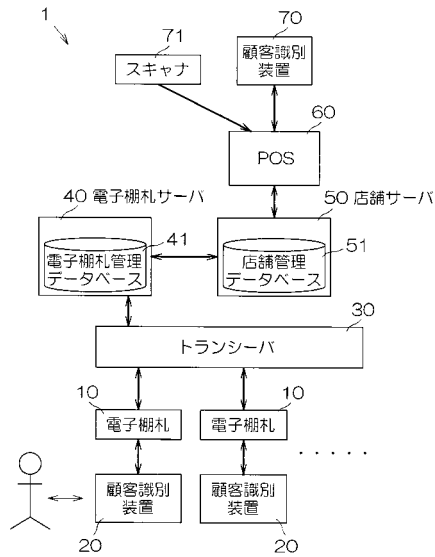 1
71
スキャナ
70
顧客識別
装置
60
POS
40 電子棚札サーバ
41
電子棚札管理
データベース
50 店舗サーバ
51
店舗管理
データベース
30
トランシーバ
10
電子棚札
10
電子棚札
・・・・・
顧客識別
装置
20
顧客識別
装置
20